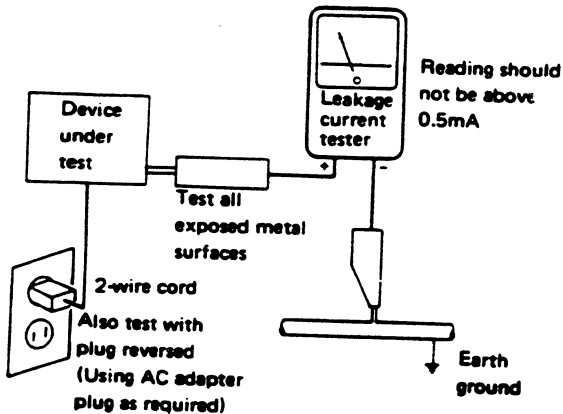 Device
under
test
Leakage
current
tester
+ −
Reading should
not be above
0.5mA
Test all
exposed metal
surfaces
2-wire cord
Also test with
plug reversed
(Using AC adapter
plug as required)
Earth
ground